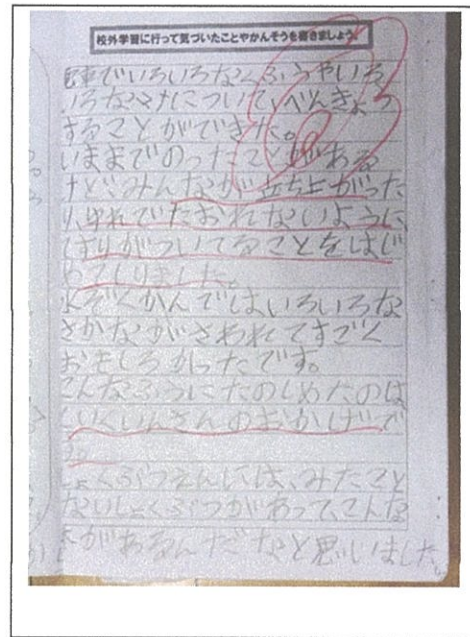 校外学習に行って気づいたことやかんそうを書きましょう。
電車でいろいろなくふうやいろ
いろなマナについて、べんきょう
することができた。
いままでのったことがある
けど、みんなが立ち上がった
り、ゆれでたおれないように、
てすりがついてることをはじ
めてしりました。
水ぞくかんではいろいろな
さかながさわれてすごく
おもしろかったです。
こんなふうにたのしめたのは
しいくいんさんのおかげで
す。
しょくぶつえんには、みたこと
ないしょくぶつがあって、こんな
があるんだなと思いました。